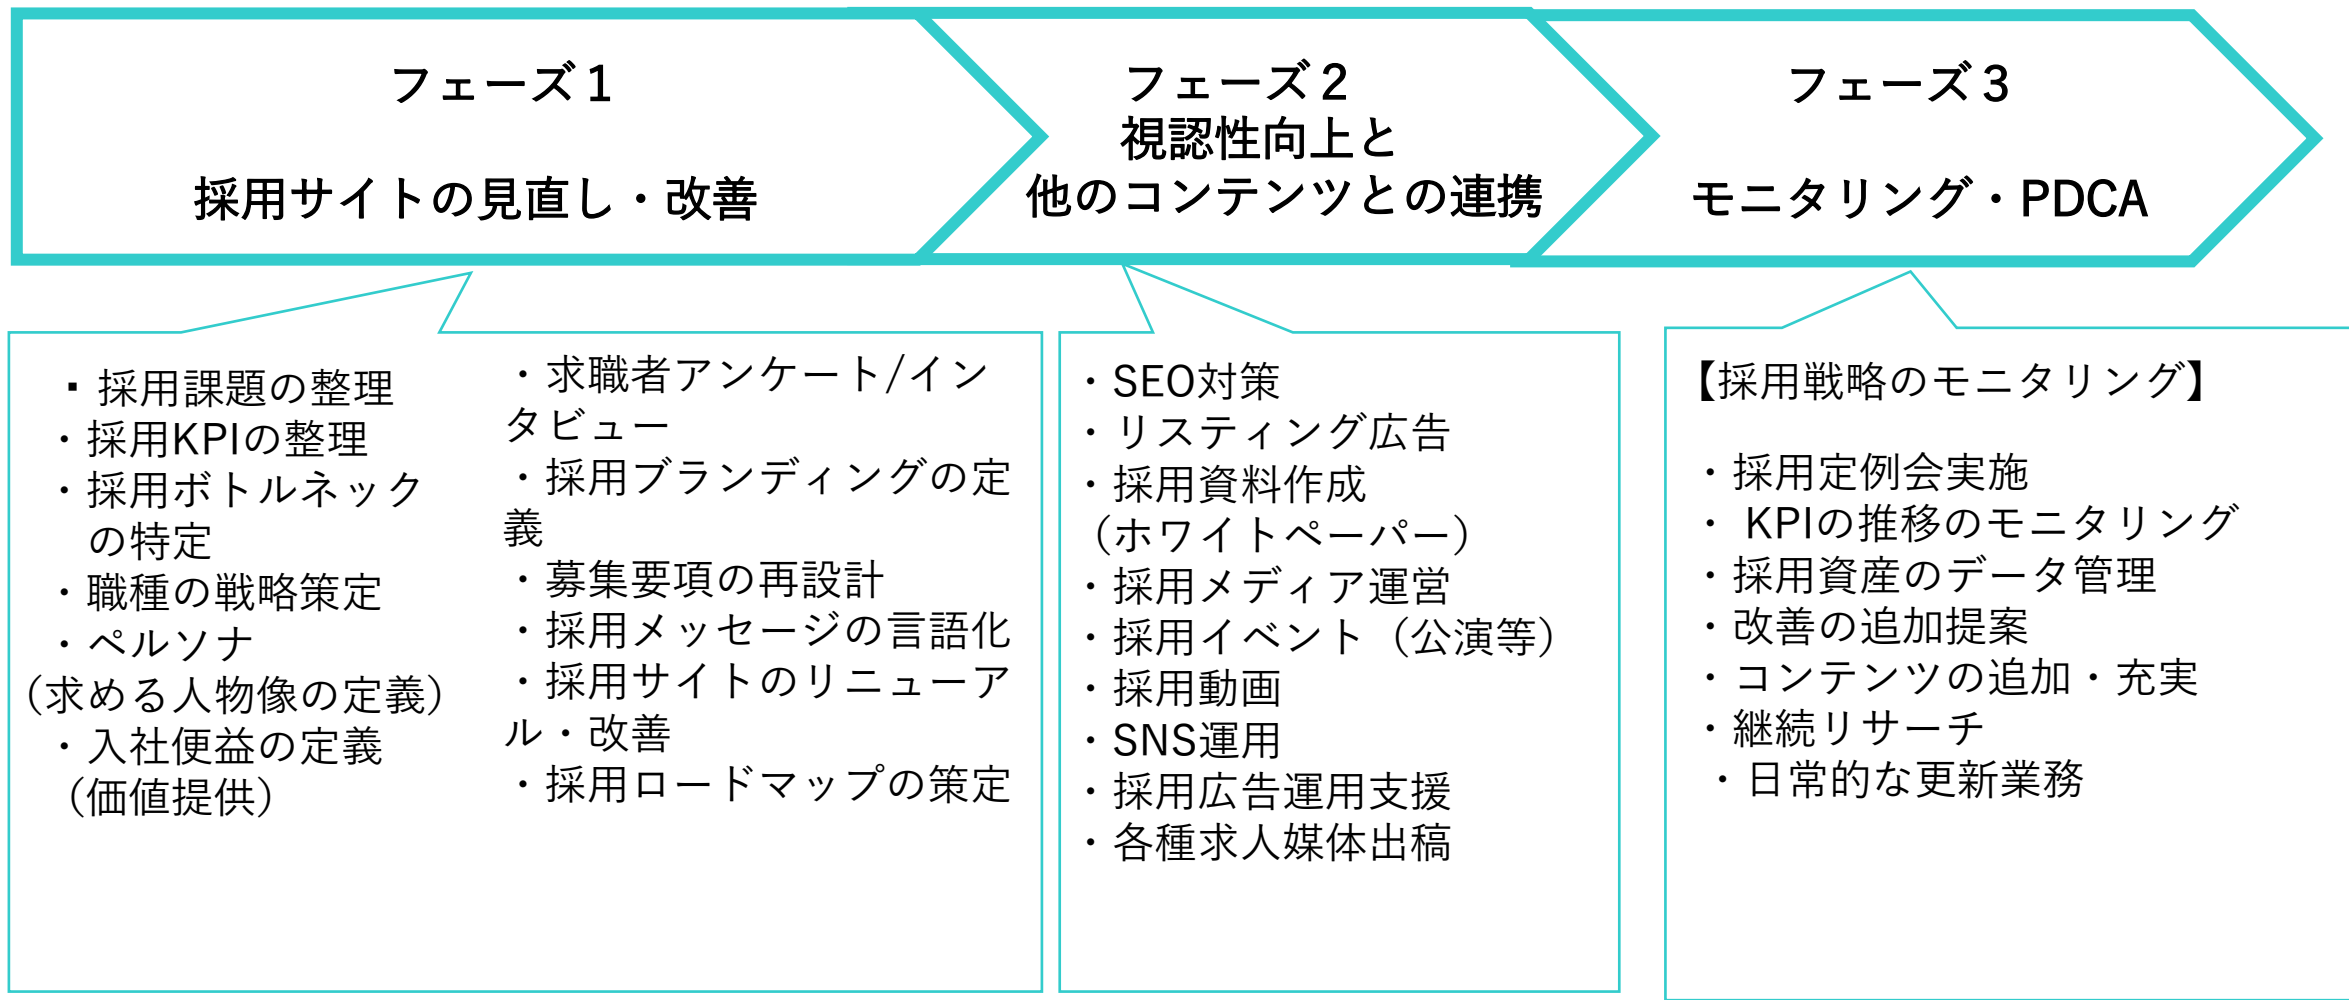 フェーズ１
採用サイトの見直し・改善
フェーズ２
視認性向上と
他のコンテンツとの連携
フェーズ３
モニタリング・PDCA
▪ 採用課題の整理
・採用KPIの整理
・採用ボトルネック
の特定
・職種の戦略策定
・ペルソナ
（求める人物像の定義）
・入社便益の定義
（価値提供）
・求職者アンケート/イン
タビュー
・採用ブランディングの定
義
・募集要項の再設計
・採用メッセージの言語化
・採用サイトのリニューア
ル・改善
・採用ロードマップの策定
・SEO対策
・リスティング広告
・採用資料作成
（ホワイトペーパー）
・採用メディア運営
・採用イベント（公演等）
・採用動画
・SNS運用
・採用広告運用支援
・各種求人媒体出稿
【採用戦略のモニタリング】
・採用定例会実施
・ KPIの推移のモニタリング
・採用資産のデータ管理
・改善の追加提案
・コンテンツの追加・充実
・継続リサーチ
・日常的な更新業務